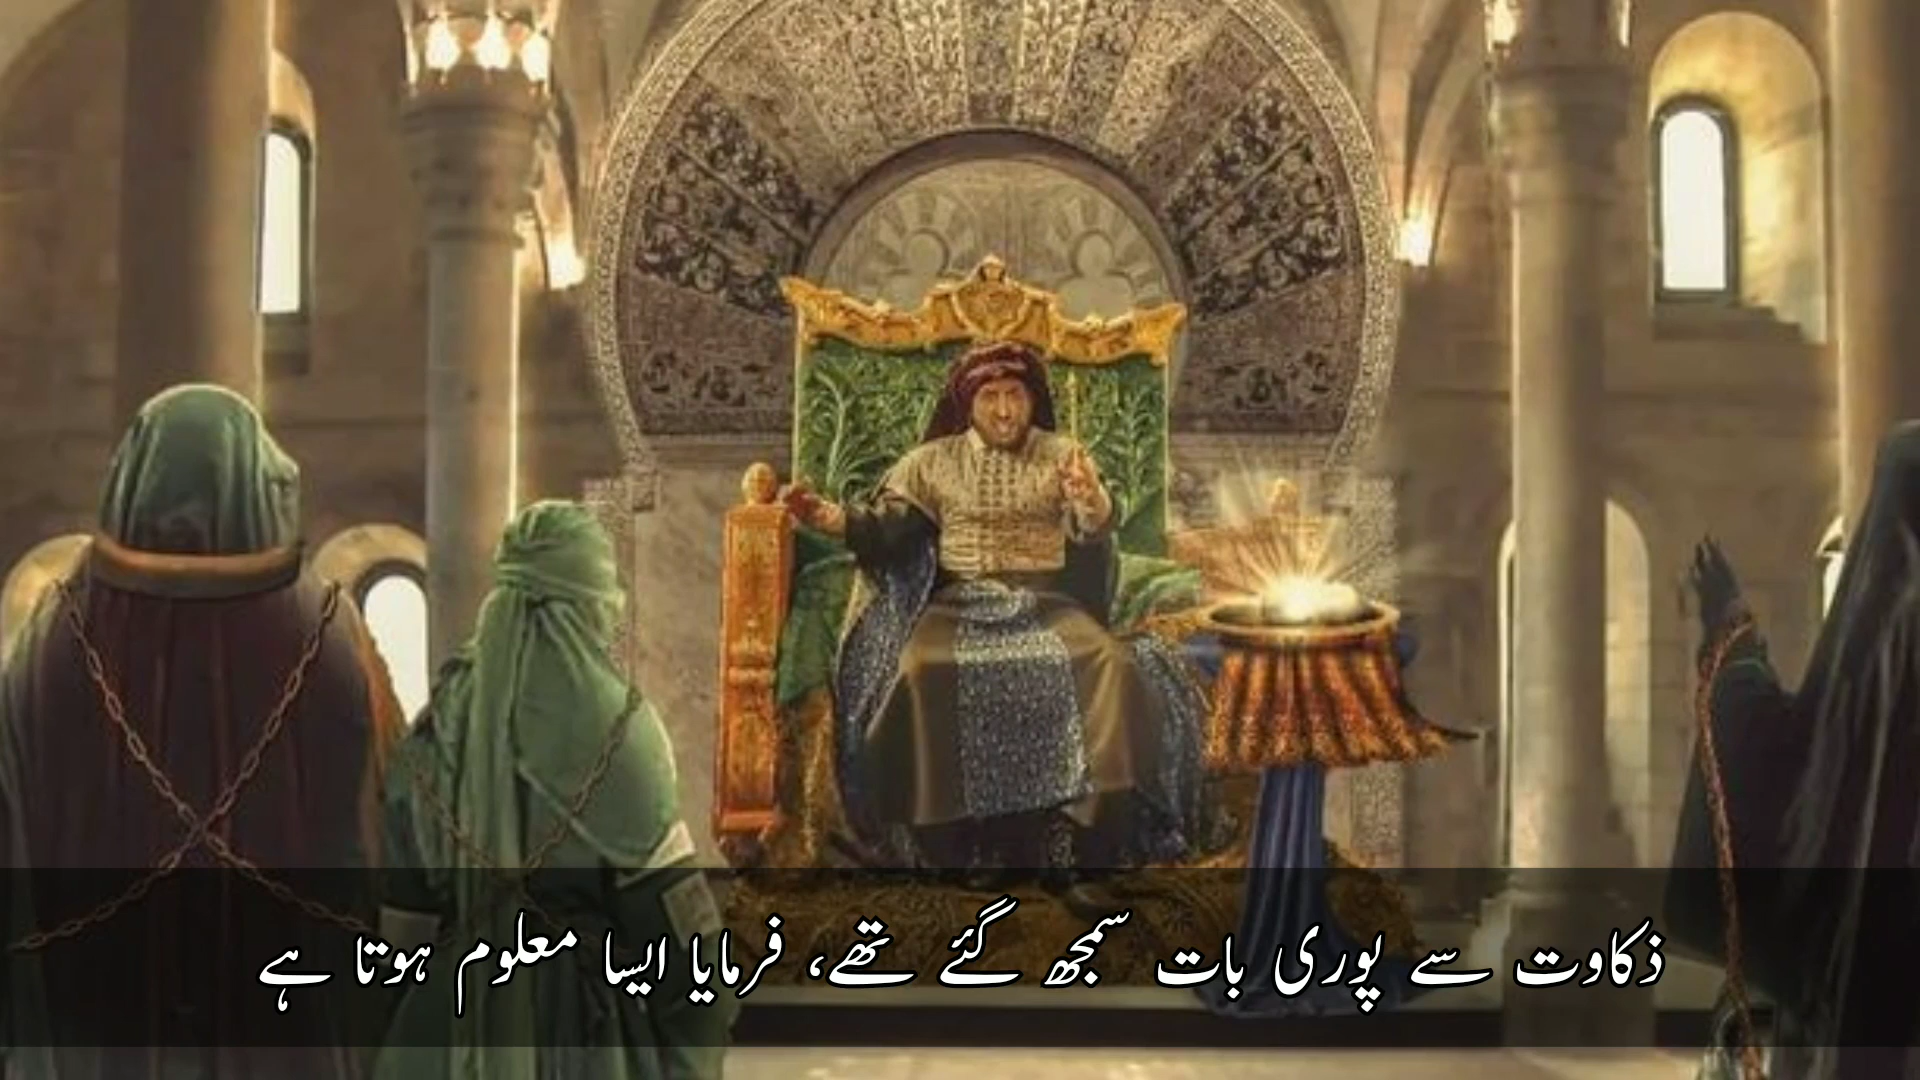 ذکاوت سے پوری بات سمجھ گئے تھے، فرمایا ایسا معلوم ہوتا ہے